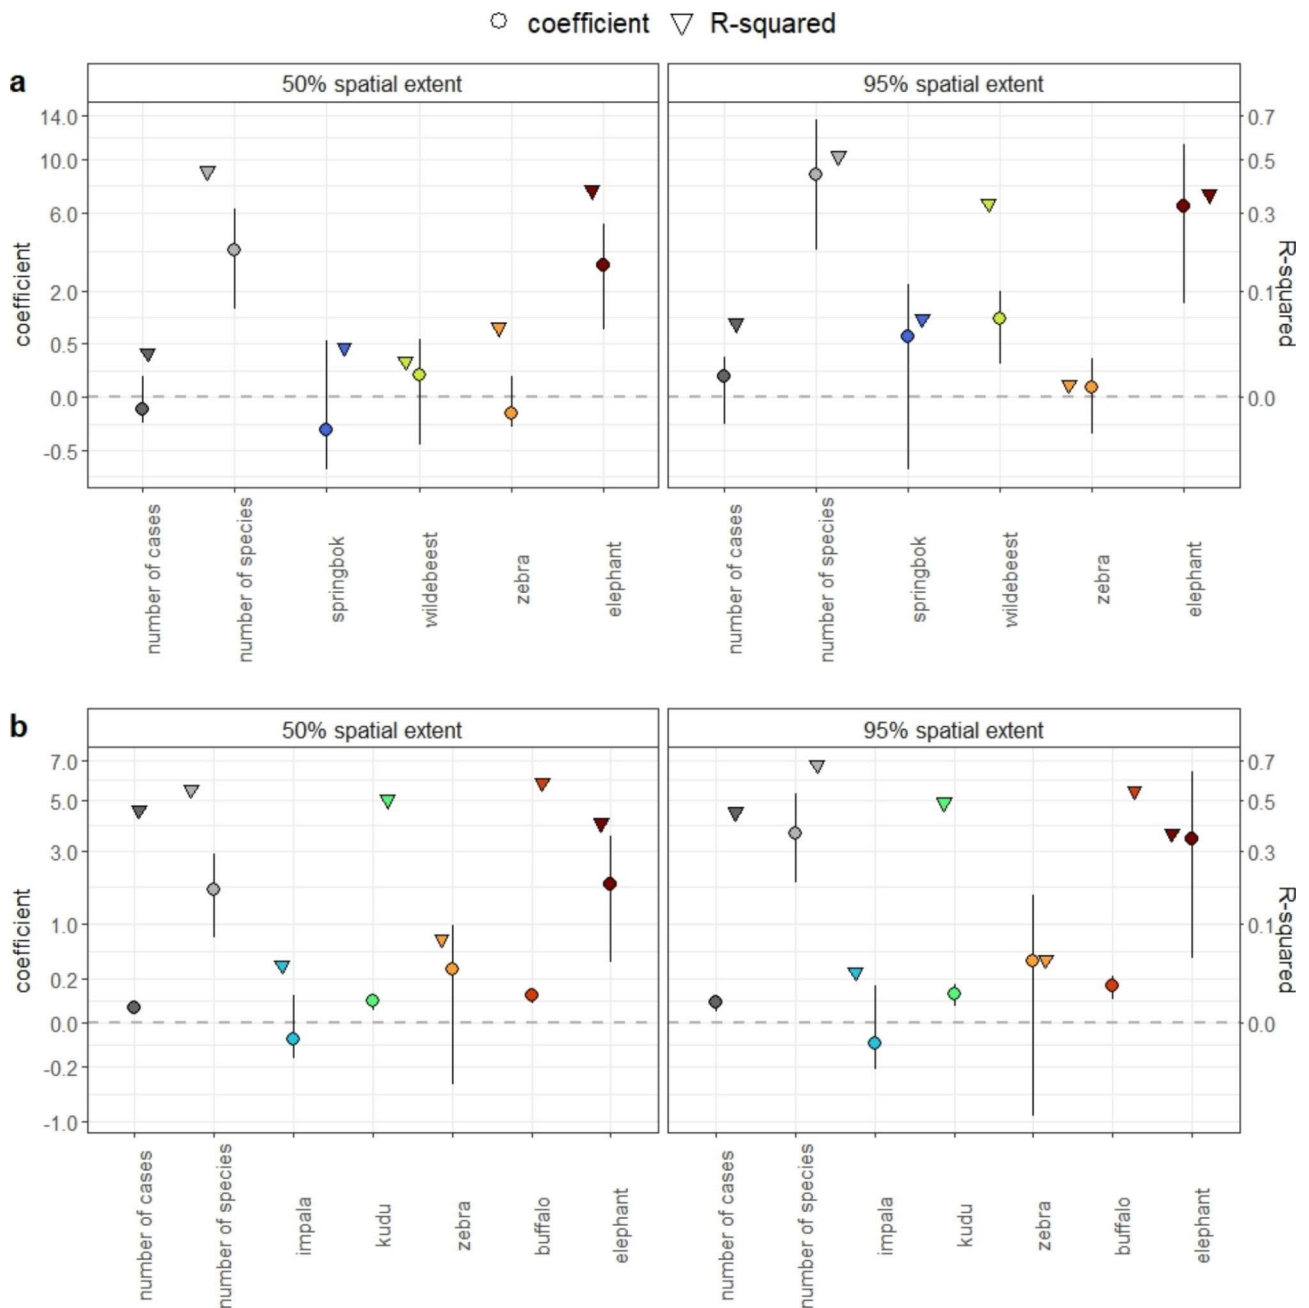 coefficient R-squared
a
50% spatial extent 95% spatial extent
14.0 0.7
10.0 0.5
6.0 0.3
2.0 0.1
0.5
0.0 0.0
-0.5
coefficient R-squared
number of cases number of species springbok wildebeest zebra elephant number of cases number of species springbok wildebeest zebra elephant
b
50% spatial extent 95% spatial extent
7.0 0.7
5.0 0.5
3.0 0.3
1.0 0.1
0.2
0.0 0.0
-0.2
-1.0
coefficient R-squared
number of cases number of species impala kudu zebra buffalo elephant number of cases number of species impala kudu zebra buffalo elephant